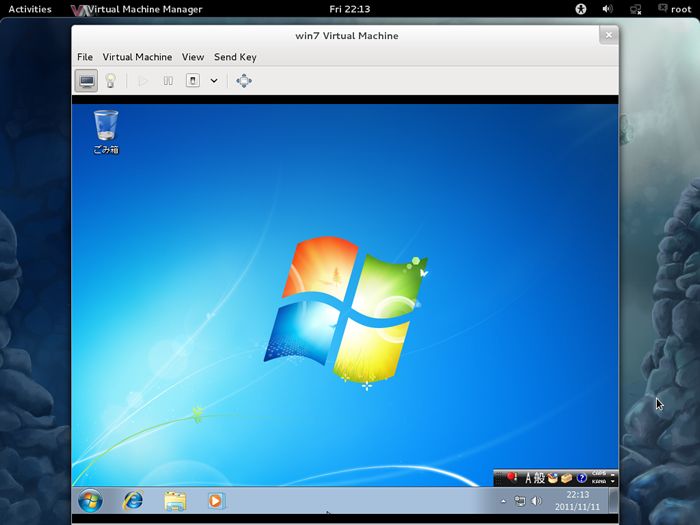 Activities Virtual Machine Manager Fri 22:13 root
win7 Virtual Machine
File Virtual Machine View Send Key
ごみ箱
A 般 CAPS
KANA
22:13
2011/11/11